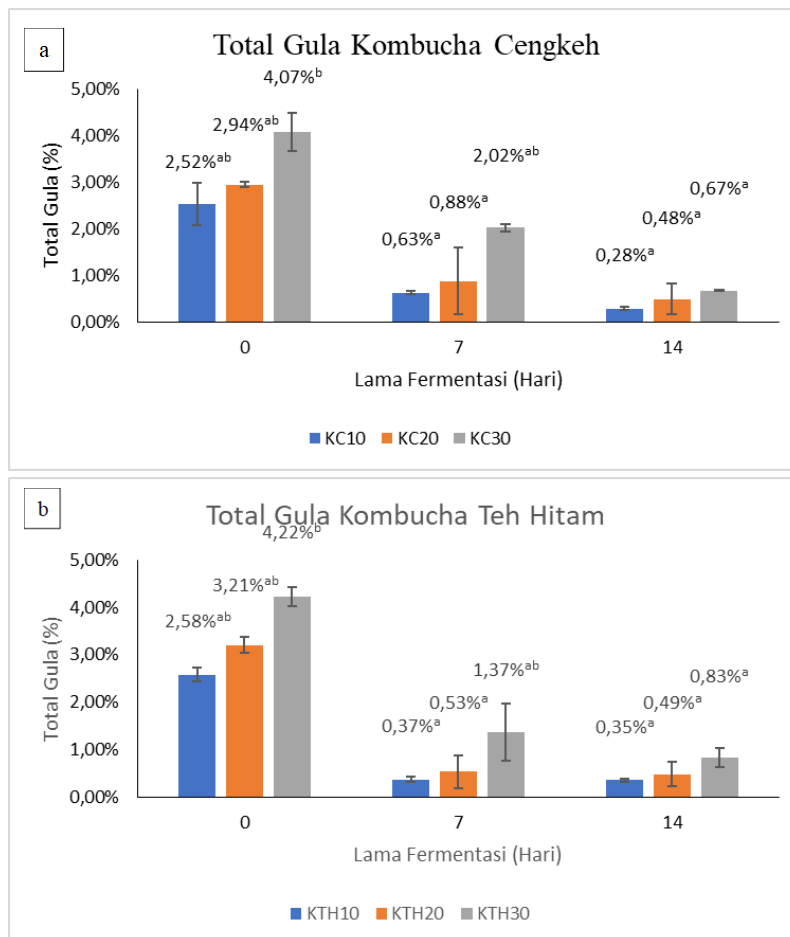 a
Total Gula Kombucha Cengkeh
Total Gula (%)
5,00%
4,00%
3,00%
2,00%
1,00%
0,00%
2,52%ab
2,94%ab
4,07%b
0,63%a
0,88%a
2,02%ab
0,28%a
0,48%a
0,67%a
0 7 14
Lama Fermentasi (Hari)
KC10 KC20 KC30
b
Total Gula Kombucha Teh Hitam
Total Gula (%)
5,00%
4,00%
3,00%
2,00%
1,00%
0,00%
2,58%ab
3,21%ab
4,22%b
0,37%a
0,53%a
1,37%ab
0,35%a
0,49%a
0,83%a
0 7 14
Lama Fermentasi (Hari)
KTH10 KTH20 KTH30